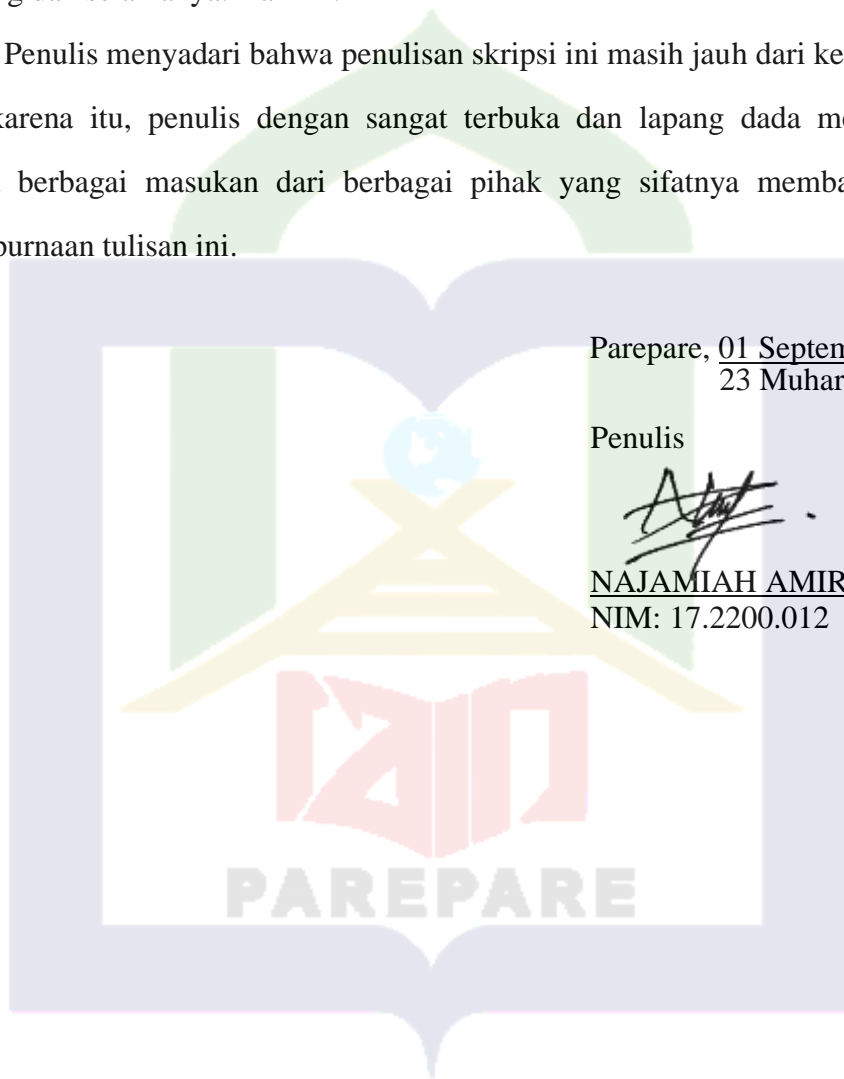 Penulis menyadari bahwa penulisan skripsi ini masih jauh dari ke
karena itu, penulis dengan sangat terbuka dan lapang dada me
berbagai masukan dari berbagai pihak yang sifatnya memba
purnaan tulisan ini.
Parepare, 01 Septem
23 Muhar
Penulis
NAJAMIAH AMIR
NIM: 17.2200.012
iain
PAREPARE